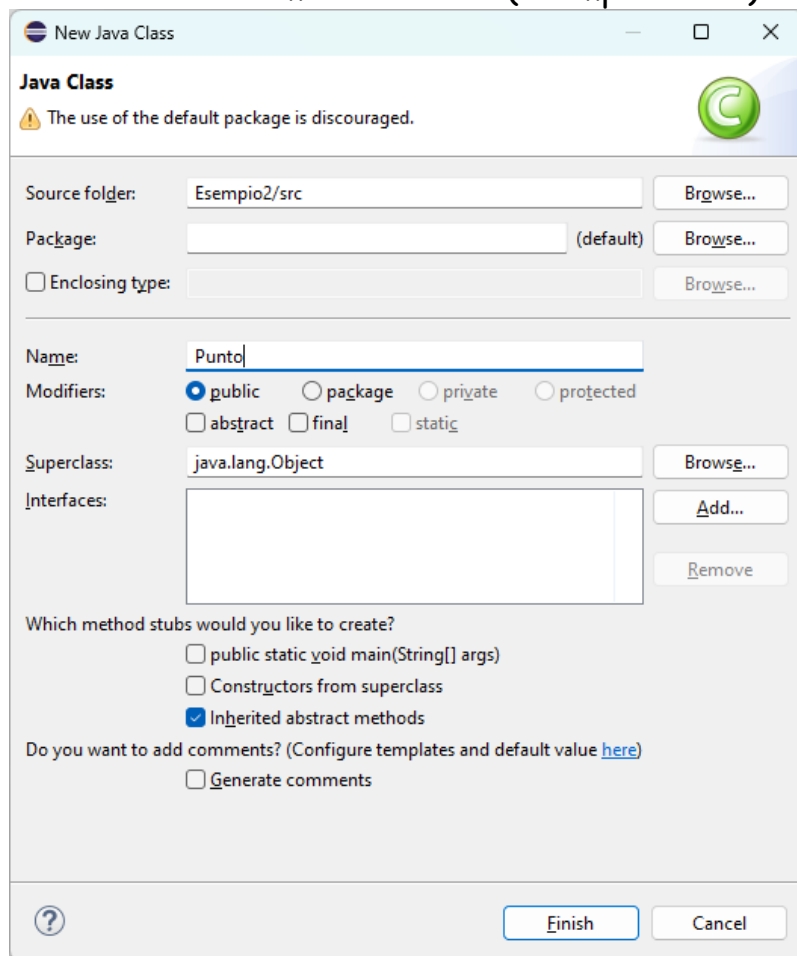 New Java Class
Java Class
The use of the default package is discouraged.
Source folder: Esempio2/src Browse...
Package: (default) Browse...
Enclosing type: Browse...
Name: Punto
Modifiers: public package private protected
abstract final static
Superclass: java.lang.Object Browse...
Interfaces: Add...
Remove
Which method stubs would you like to create?
public static void main(String[] args)
Constructors from superclass
Inherited abstract methods
Do you want to add comments? (Configure templates and default value here)
Generate comments
Finish Cancel